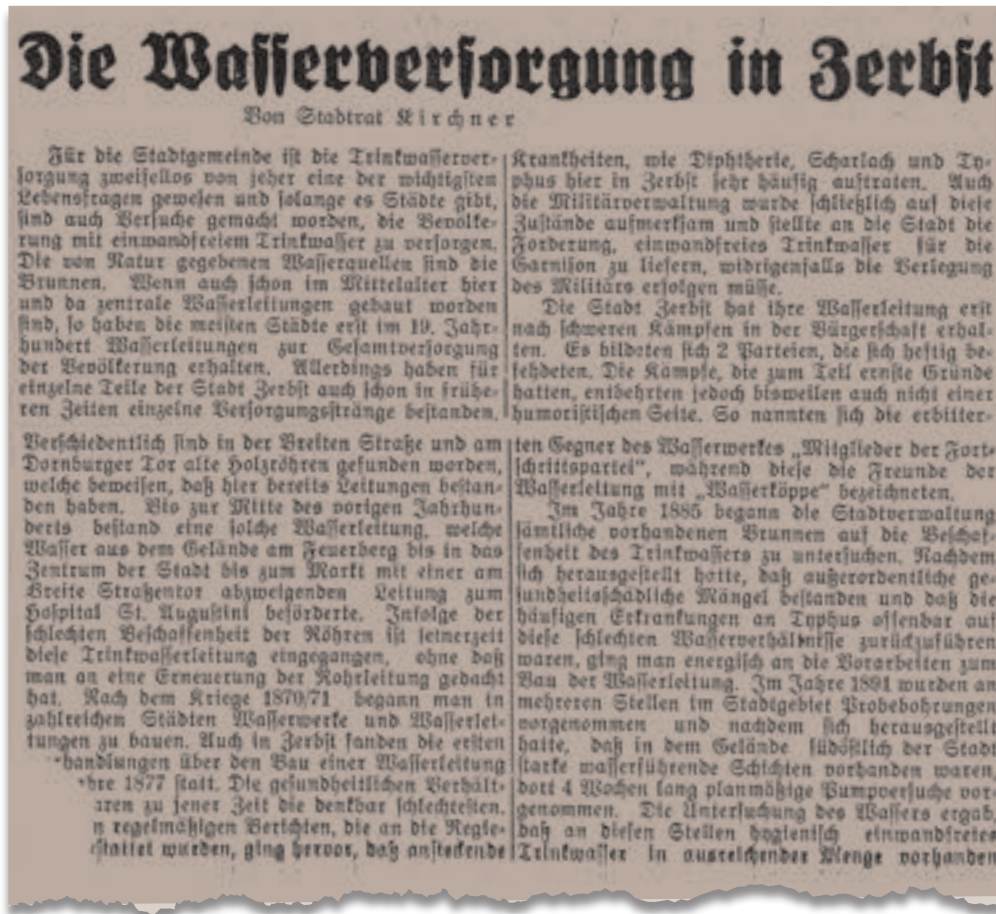 Die Wasserversorgung in Zerbst
Von Stadtrat Kirchner
Für die Stadtgemeinde ist die Trinkwasserver-
sorgung zweifellos von jeher eine der wichtigsten
Lebensfragen gewesen und solange es Städte gibt,
sind auch Versuche gemacht worden, die Bevölke-
rung mit einwandfreiem Trinkwasser zu versorgen.
Die von Natur gegebenen Wasserquellen sind die
Brunnen. Wenn auch schon im Mittelalter hier
und da zentrale Wasserleitungen gebaut worden
sind, so haben die meisten Städte erst im 19. Jahr-
hundert Wasserleitungen zur Gesamtversorgung
der Bevölkerung erhalten. Allerdings haben für
einzelne Teile der Stadt Zerbst auch schon in frühe-
ren Zeiten einzelne Versorgungsstränge bestanden.
Verschiedentlich sind in der Breiten Straße und am
Dornburger Tor alte Holzröhren gefunden worden,
welche beweisen, daß hier bereits Leitungen bestan-
den haben. Bis zur Mitte des vorigen Jahrhun-
derts bestand eine solche Wasserleitung, welche
Wasser aus dem Gelände am Feuerberg bis in das
Zentrum der Stadt bis zum Markt mit einer am
Breite Straßentor abzweigenden Leitung zum
Hospital St. Augustini beförderte. Infolge der
schlechten Beschaffenheit der Röhren ist seinerzeit
diese Trinkwasserleitung eingegangen, ohne daß
man an eine Erneuerung der Rohrleitung gedacht
hat. Nach dem Kriege 1870/71 begann man in
zahlreichen Städten Wasserwerke und Wasserlei-
tungen zu bauen. Auch in Zerbst fanden die ersten
handlungen über den Bau einer Wasserleitung
hre 1877 statt. Die gesundheitlichen Verhält-
aren zu jener Zeit die denkbar schlechtesten.
n regelmäßigen Berichten, die an die Regie-
stattet wurden, ging hervor, daß ansteckende
Krankheiten, wie Diphtherie, Scharlach und Ty-
phus hier in Zerbst sehr häufig auftraten. Auch
die Militärverwaltung wurde schließlich auf diese
Zustände aufmerksam und stellte an die Stadt die
Forderung, einwandfreies Trinkwasser für die
Garnison zu liefern, widrigenfalls die Verlegung
des Militärs erfolgen müsse.
Die Stadt Zerbst hat ihre Wasserleitung erst
nach schweren Kämpfen in der Bürgerschaft erhal-
ten. Es bildeten sich 2 Parteien, die sich heftig be-
fehdeten. Die Kämpfe, die zum Teil ernste Gründe
hatten, entbehrten jedoch bisweilen auch nicht einer
humoristischen Seite. So nannten sich die erbitter-
ten Gegner des Wasserwerkes „Mitglieder der Fort-
schrittspartei“, während diese die Freunde der
Wasserleitung mit „Wasserköppe“ bezeichneten.
Im Jahre 1885 begann die Stadtverwaltung
sämtliche vorhandenen Brunnen auf die Beschaf-
fenheit des Trinkwassers zu untersuchen. Nachdem
sich herausgestellt hatte, daß außerordentliche ge-
sundheitsschädliche Mängel bestanden und daß die
häufigen Erkrankungen an Typhus offenbar auf
diese schlechten Wasserverhältnisse zurückzuführen
waren, ging man energisch an die Vorarbeiten zum
Bau der Wasserleitung. Im Jahre 1891 wurden an
mehreren Stellen im Stadtgebiet Probebohrungen
vorgenommen und nachdem sich herausgestellt
hatte, daß in dem Gelände südöstlich der Stadt
starke wasserführende Schichten vorhanden waren,
dort 4 Wochen lang planmäßige Pumpversuche vor-
genommen. Die Untersuchung des Wassers ergab,
daß an diesen Stellen hygienisch einwandfreies
Trinkwasser in ausreichender Menge vorhanden